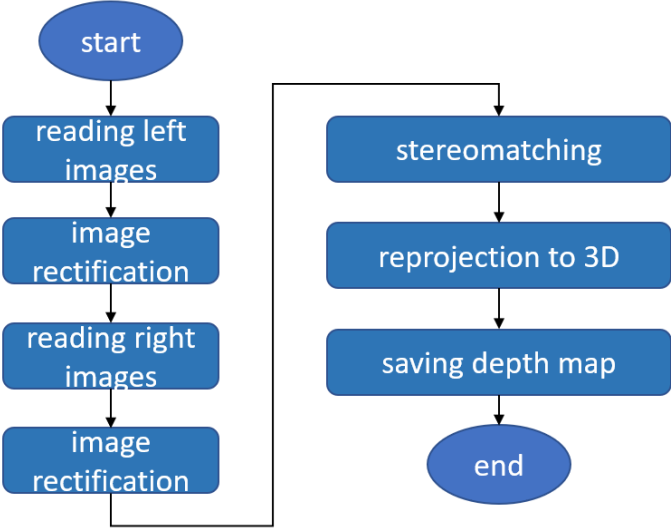 start
reading left
images
image
rectification
reading right
images
image
rectification
stereomatching
reprojection to 3D
saving depth map
end